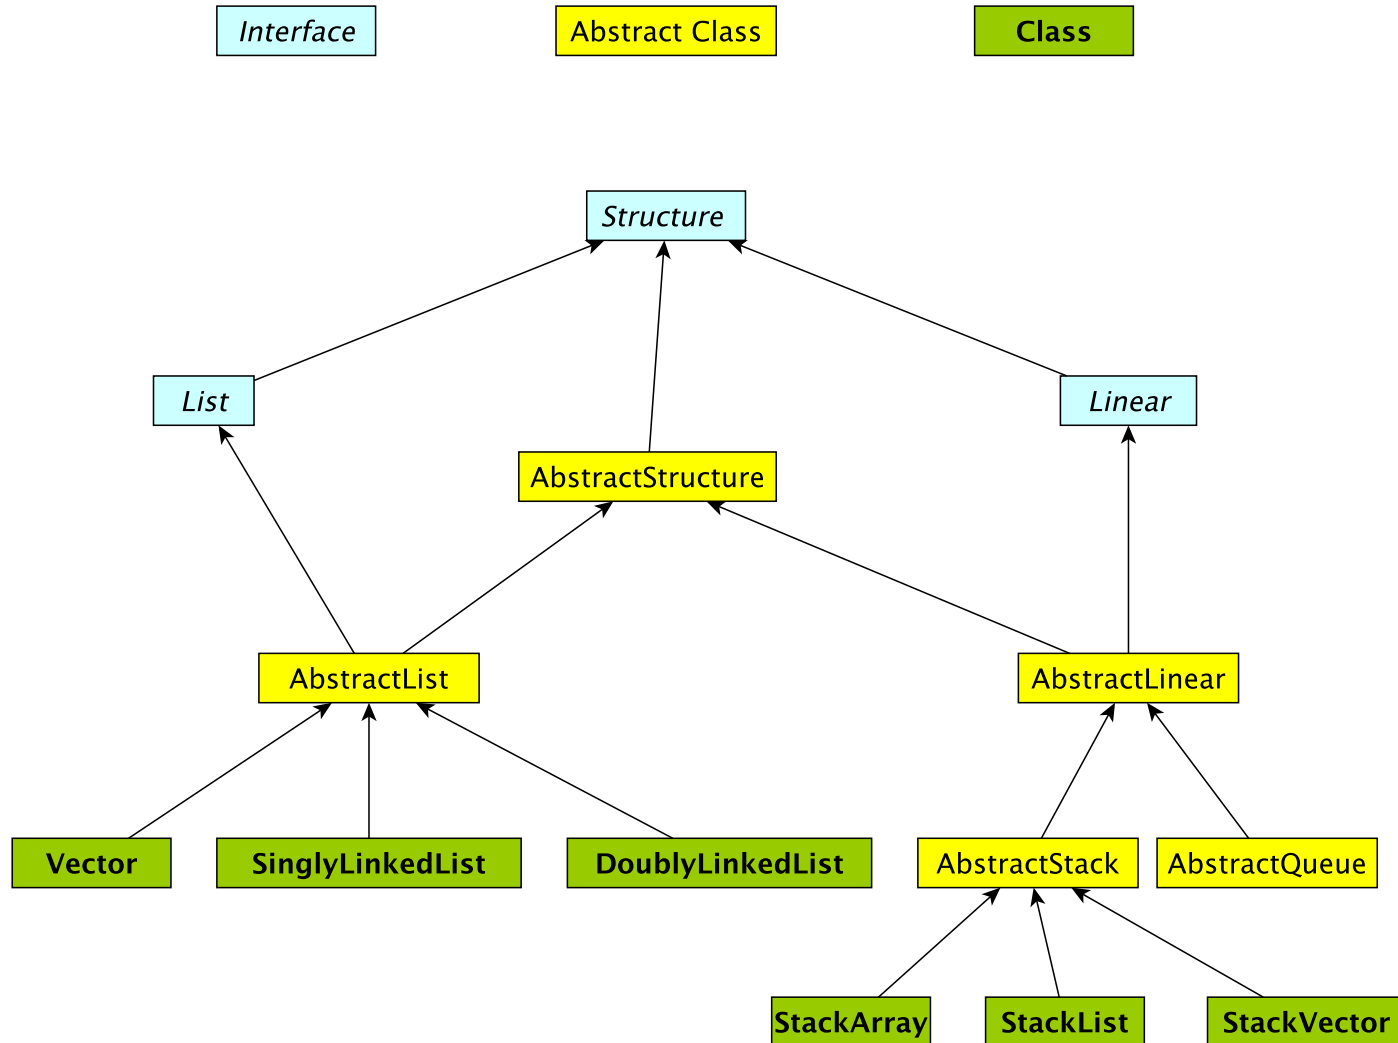 Interface
Abstract Class
Class
Structure
List
Linear
AbstractStructure
AbstractList
AbstractLinear
Vector
SinglyLinkedList
DoublyLinkedList
AbstractStack
AbstractQueue
StackArray
StackList
StackVector